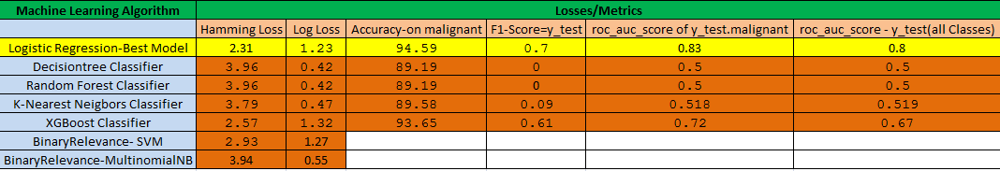 Machine Learning Algorithm Losses/Metrics
Hamming Loss Log Loss Accuracy-on malignant F1-Score=y_test roc_auc_score of y_test.malignant roc_auc_score - y_test(all Classes)
Logistic Regression-Best Model 2.31 1.23 94.59 0.7 0.83 0.8
Decisiontree Classifier 3.96 0.42 89.19 0 0.5 0.5
Random Forest Classifier 3.96 0.42 89.19 0 0.5 0.5
K-Nearest Neigbors Classifier 3.79 0.47 89.58 0.09 0.518 0.519
XGBoost Classifier 2.57 1.32 93.65 0.61 0.72 0.67
BinaryRelevance- SVM 2.93 1.27
BinaryRelevance-MultinomialNB 3.94 0.55